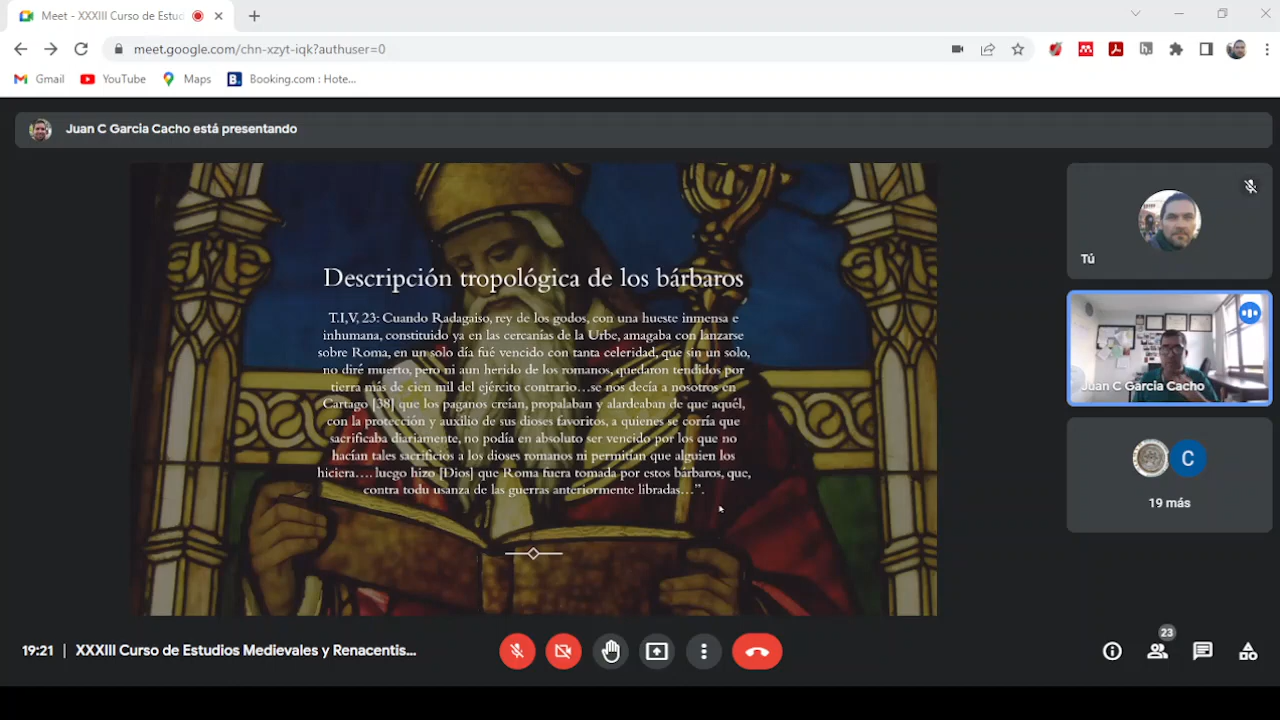 Meet - XXXIII Curso de Estu
meet.google.com/chn-xzyt-iqk?authuser=0
Gmail
YouTube
Maps
B.
Booking.com : Hote...
Juan C Garcia Cacho está presentando
Descripción tropológica de los bárbaros
T.I,V, 23: Cuando Radagaiso, rey de los godos, con una hueste inmensa e
inhumana, constituido ya en las cercanías de la Urbe, amagaba con lanzarse
sobre Roma, en un solo día fué vencido con tanta celeridad, que sin un solo,
no diré muerto, pero ni aun herido de los romanos, quedaron tendidos por
tierra más de cien mil del ejército contrario...se nos decía a nosotros en
Cartago [38] que los paganos creían, propalaban y alardeaban de que aquél,
con la protección y auxilio de sus dioses favoritos, a quienes se corría que
sacrificaba diariamente, no podía en absoluto ser vencido por los que no
hacían tales sacrificios a los dioses romanos ni permitían que alguien los
hiciera.... luego hizo [Dios] que Roma fuera tomada por estos bárbaros, que,
contra todu usanza de las guerras anteriormente libradas...”.
Tú
Juan C Garcia Cacho
C
19 más
19:21 | XXXIII Curso de Estudios Medievales y Renacentis...
23